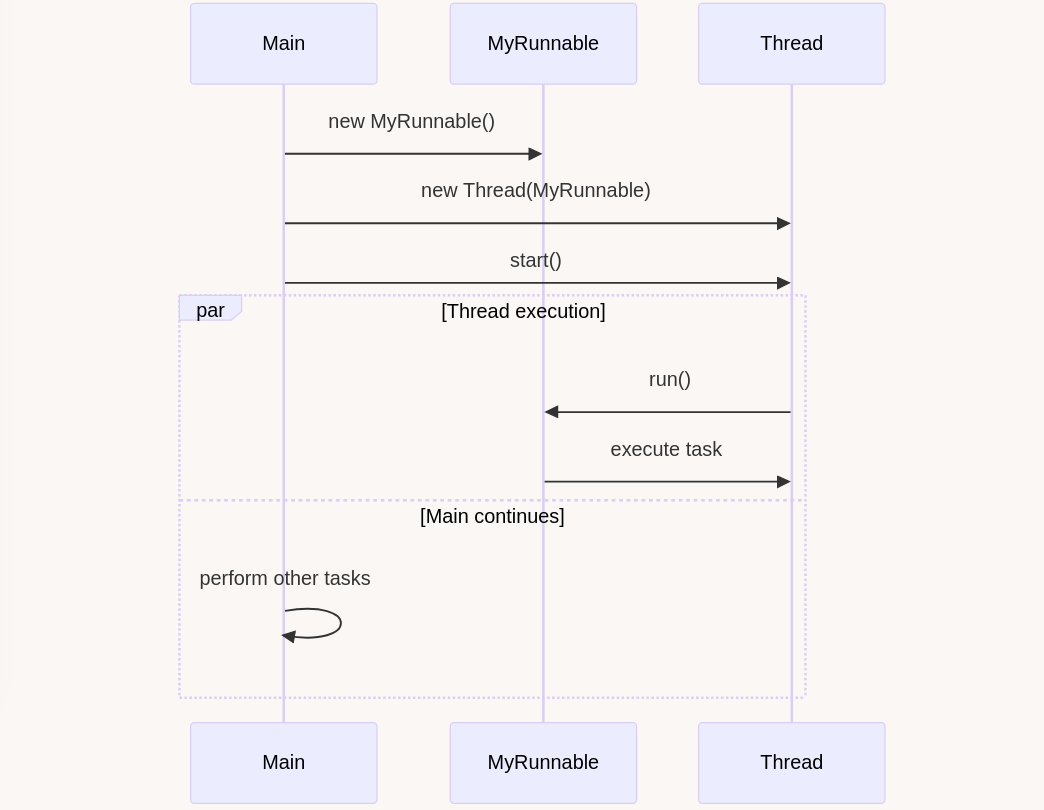 Main
MyRunnable
Thread
new MyRunnable()
new Thread(MyRunnable)
start()
par
[Thread execution]
run()
execute task
[Main continues]
perform other tasks
Main
MyRunnable
Thread